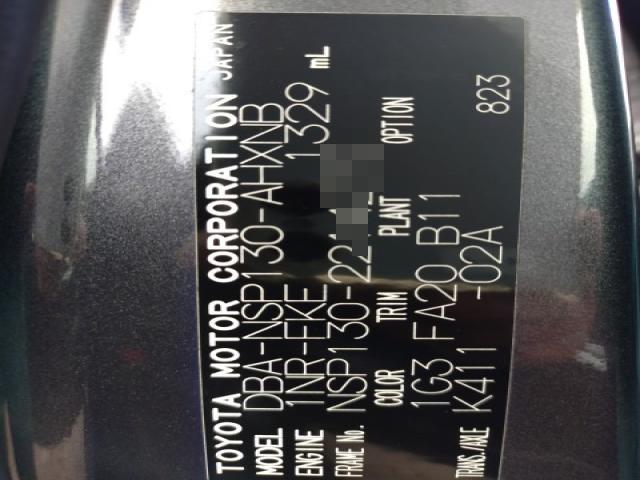 TOYOTA MOTOR CORPORATION JAPAN
MODEL DBA-NSP130-AHXNB
ENGINE 1NR-FKE 1329 mL
FRAME No. NSP130-221
COLOR TRIM PLANT OPTION
1G3 FA20 B11
TRANS./AXLE K411 -02A 823